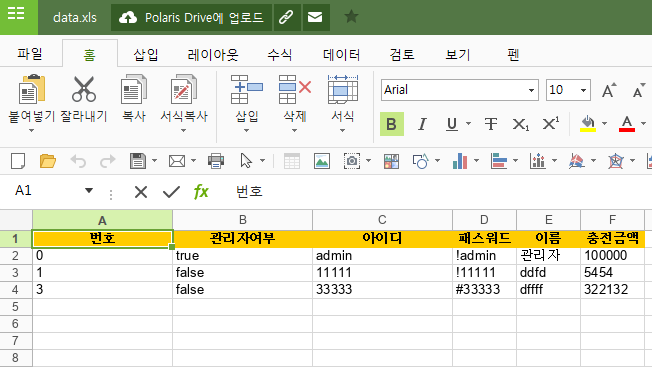 data.xls Polaris Drive에 업로드
파일 홈 삽입 레이아웃 수식 데이터 검토 보기 펜
붙여넣기 잘라내기 복사 서식복사 삽입 삭제 서식 Arial 10
B I U T X₁ X¹ A
A1 fx 번호
A B C D E F
1 번호 관리자여부 아이디 패스워드 이름 충전금액
2 0 true admin !admin 관리자 100000
3 1 false 11111 !11111 ddfd 5454
4 3 false 33333 #33333 dffff 322132
5
6
7
8